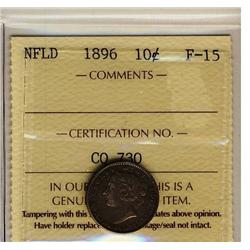 NFLD 1896 10¢ F-15
— COMMENTS —
— CERTIFICATION NO. —
CO 730
IN OUR THIS IS A
GENU ITEM.
Tampering with this ates above opinion.
Have holder replac age/seal not intact.